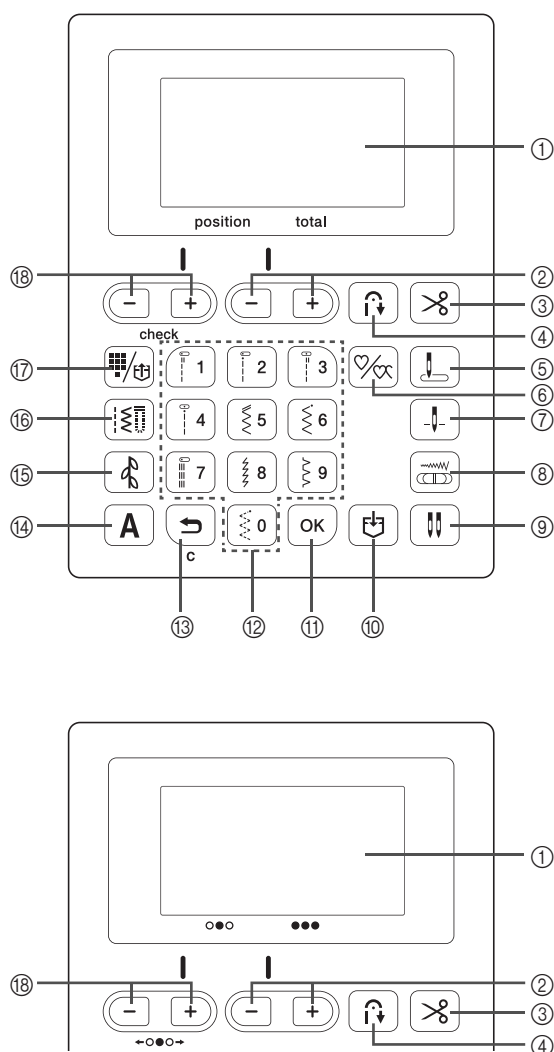 position total
①
⑱ - + - + ②
③
④
check
⑰ 1 2 3 ⑤
⑥
⑯ 4 5 6 ⑦
⑮ 7 8 9 ⑧
⑭ A 0 OK ⑨
C
⑬ ⑫ ⑪ ⑩
①
⑱ - + - + ②
③
④